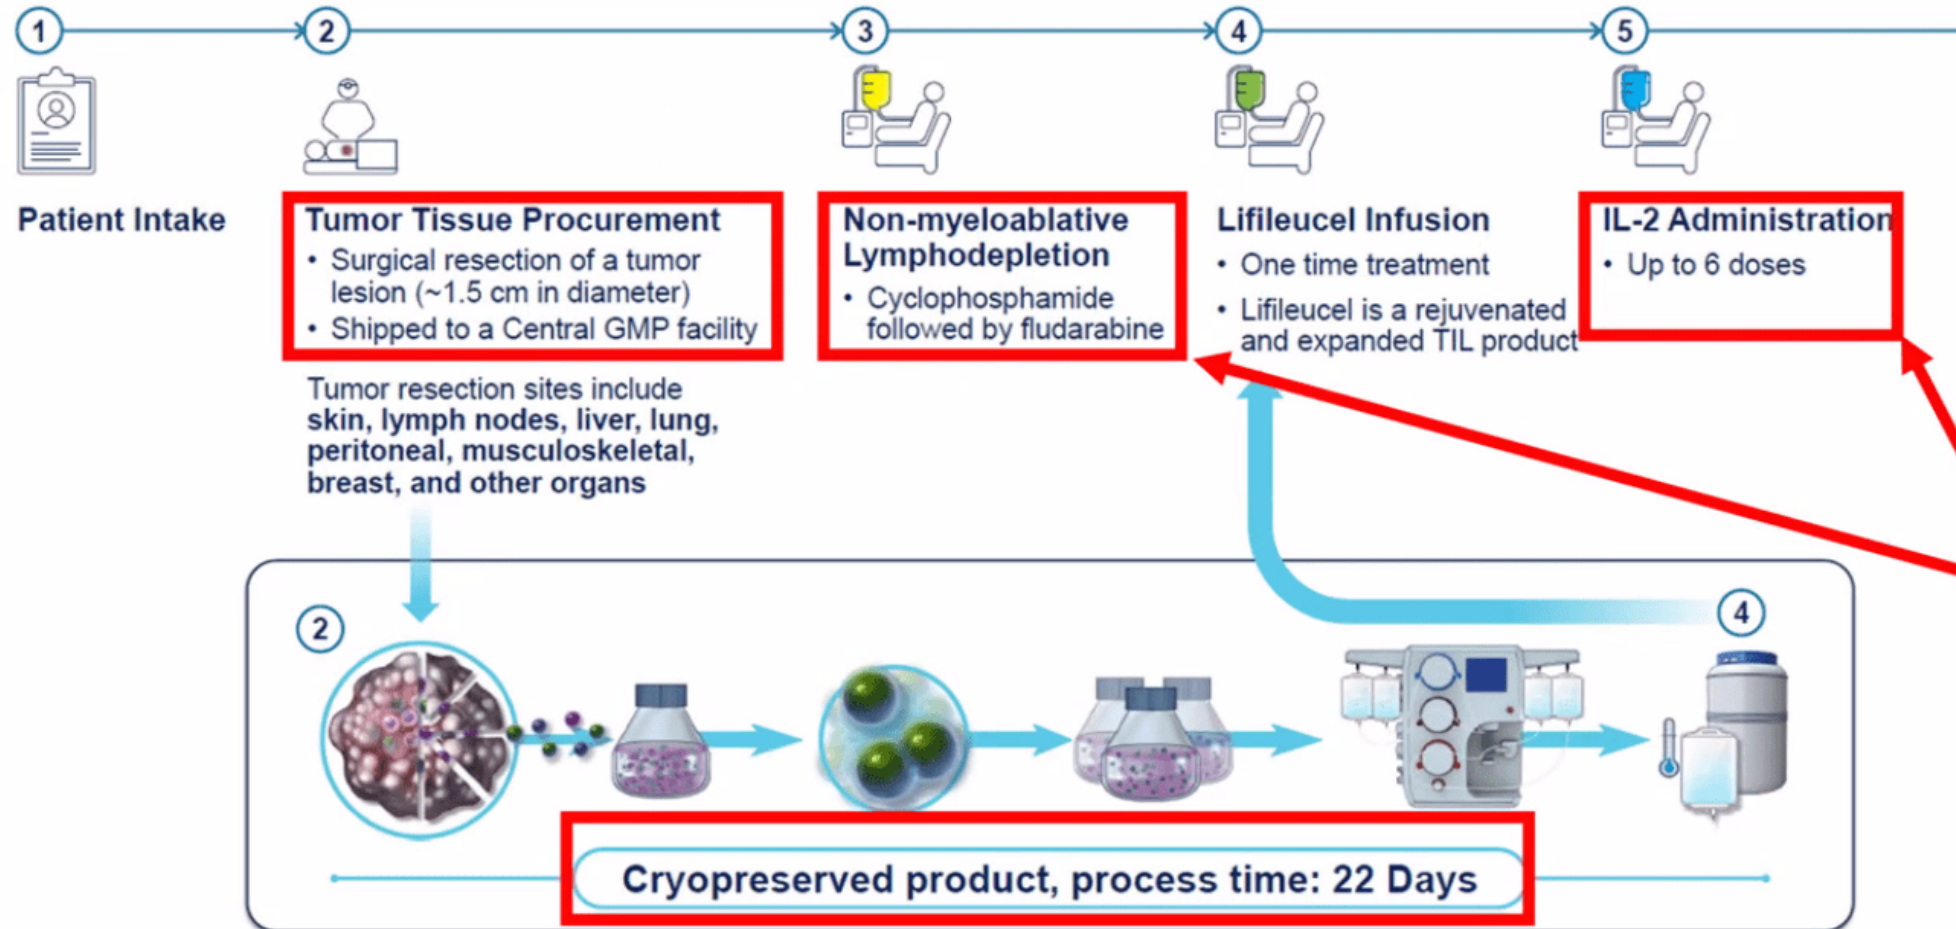 1
2
3
4
5
Patient Intake
Tumor Tissue Procurement
• Surgical resection of a tumor
lesion (~1.5 cm in diameter)
• Shipped to a Central GMP facility
Tumor resection sites include
skin, lymph nodes, liver, lung,
peritoneal, musculoskeletal,
breast, and other organs
Non-myeloablative
Lymphodepletion
• Cyclophosphamide
followed by fludarabine
Lifileucel Infusion
• One time treatment
• Lifileucel is a rejuvenated
and expanded TIL product
IL-2 Administration
• Up to 6 doses
2
4
Cryopreserved product, process time: 22 Days